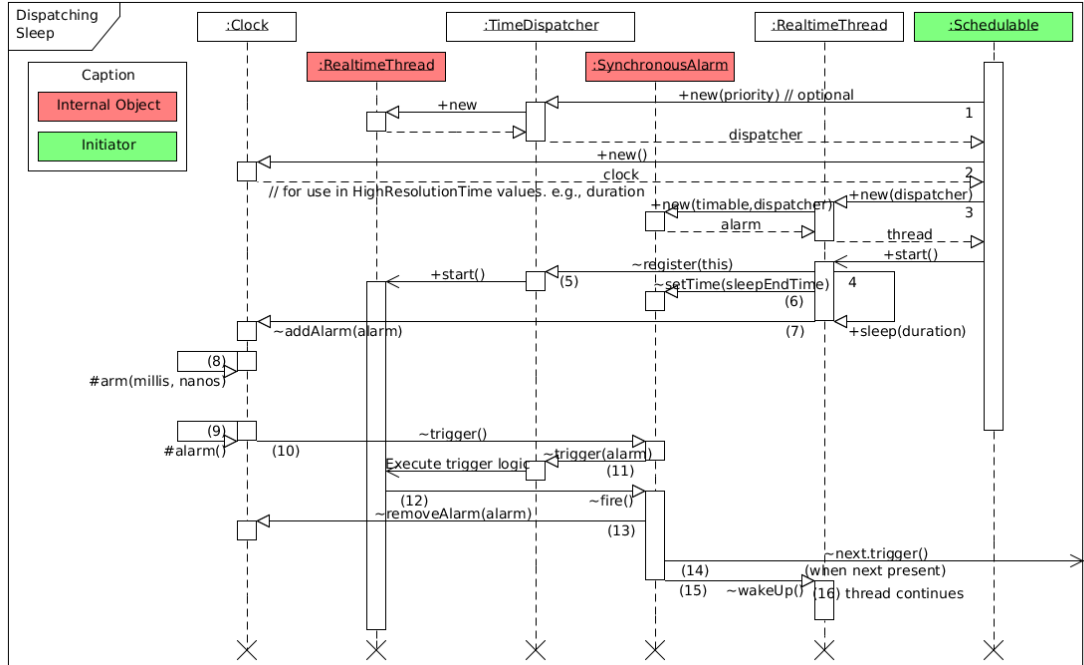 Dispatching
Sleep
:Clock
:TimeDispatcher
:RealtimeThread
:Schedulable
:RealtimeThread
:SynchronousAlarm
Caption
Internal Object
Initiator
+new(priority) // optional
1
+new
dispatcher
+new()
2
clock
// for use in HighResolutionTime values. e.g., duration
+new(dispatcher)
+new(timable,dispatcher)
3
alarm
thread
+start()
~register(this)
+start()
(5)
4
~setTime(sleepEndTime)
(6)
~addAlarm(alarm)
(7)
+sleep(duration)
(8)
#arm(millis, nanos)
(9)
~trigger()
#alarm()
(10)
~trigger(alarm)
Execute trigger logic
(11)
(12)
~fire()
~removeAlarm(alarm)
(13)
~next.trigger()
(14)
(when next present)
(15)
~wakeUp()
(16) thread continues